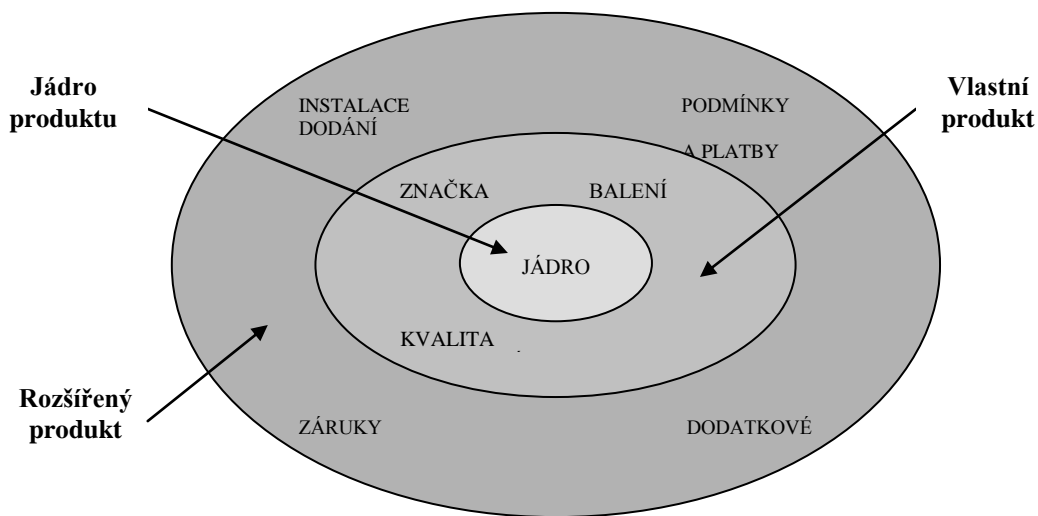 Jádro
produktu
INSTALACE
DODÁNÍ
PODMÍNKY
A PLATBY
Vlastní
produkt
ZNAČKA
BALENÍ
JÁDRO
KVALITA
Rozšířený
produkt
ZÁRUKY
DODATKOVÉ